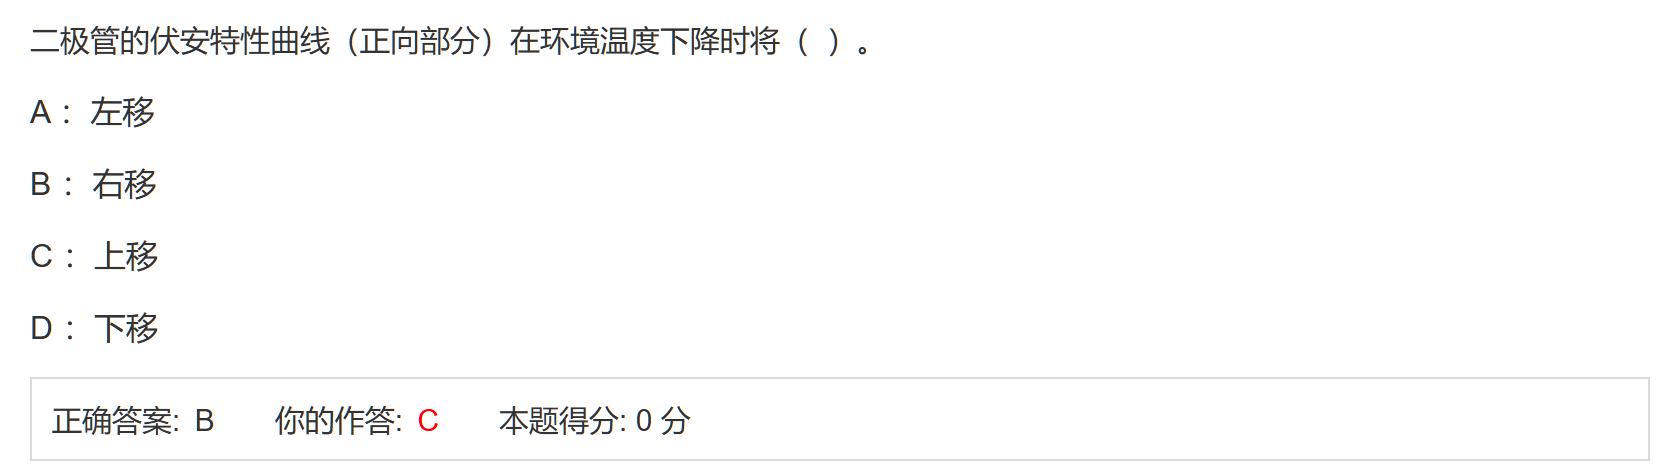 二极管的伏安特性曲线（正向部分）在环境温度下降时将（ ）。
A： 左移
B： 右移
C： 上移
D： 下移
正确答案: B 你的作答: C 本题得分: 0 分